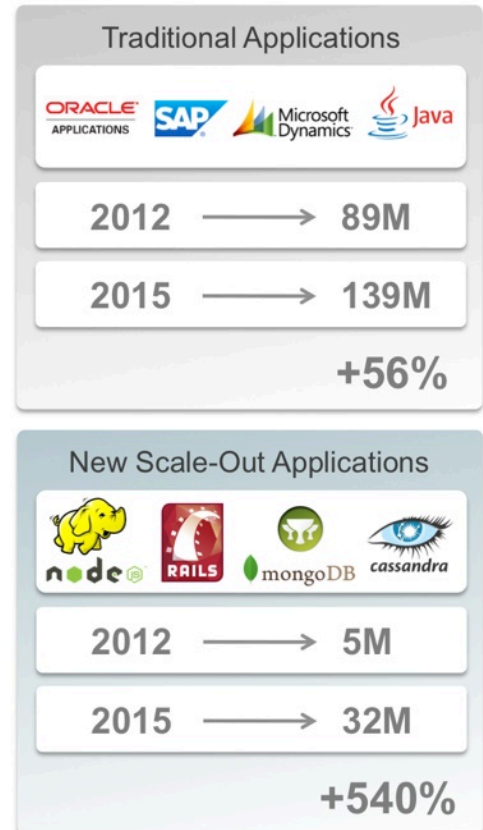 Traditional Applications
ORACLE®
APPLICATIONS
SAP
Microsoft
Dynamics
Java
2012 → 89M
2015 → 139M
+56%
New Scale-Out Applications
node JS
RAILS
mongoDB
cassandra
2012 → 5M
2015 → 32M
+540%